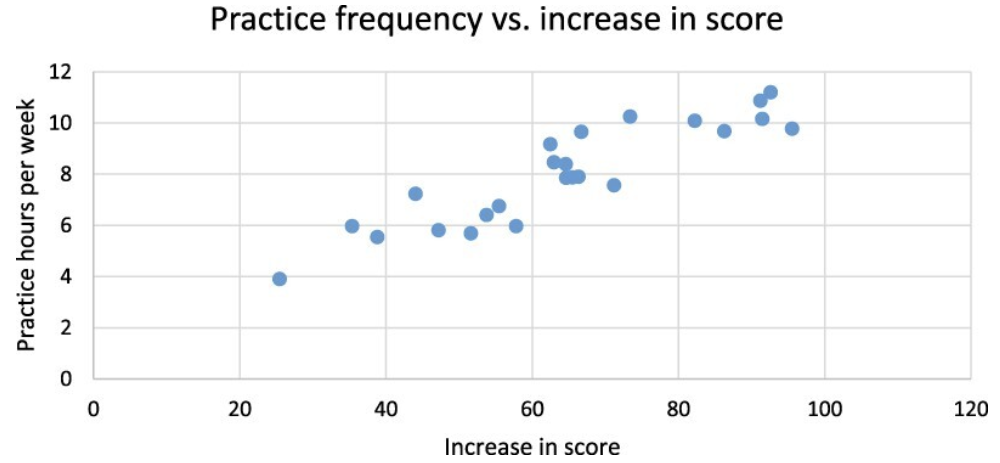 Practice frequency vs. increase in score
Practice hours per week
12
10
8
6
4
2
0
0 20 40 60 80 100 120
Increase in score